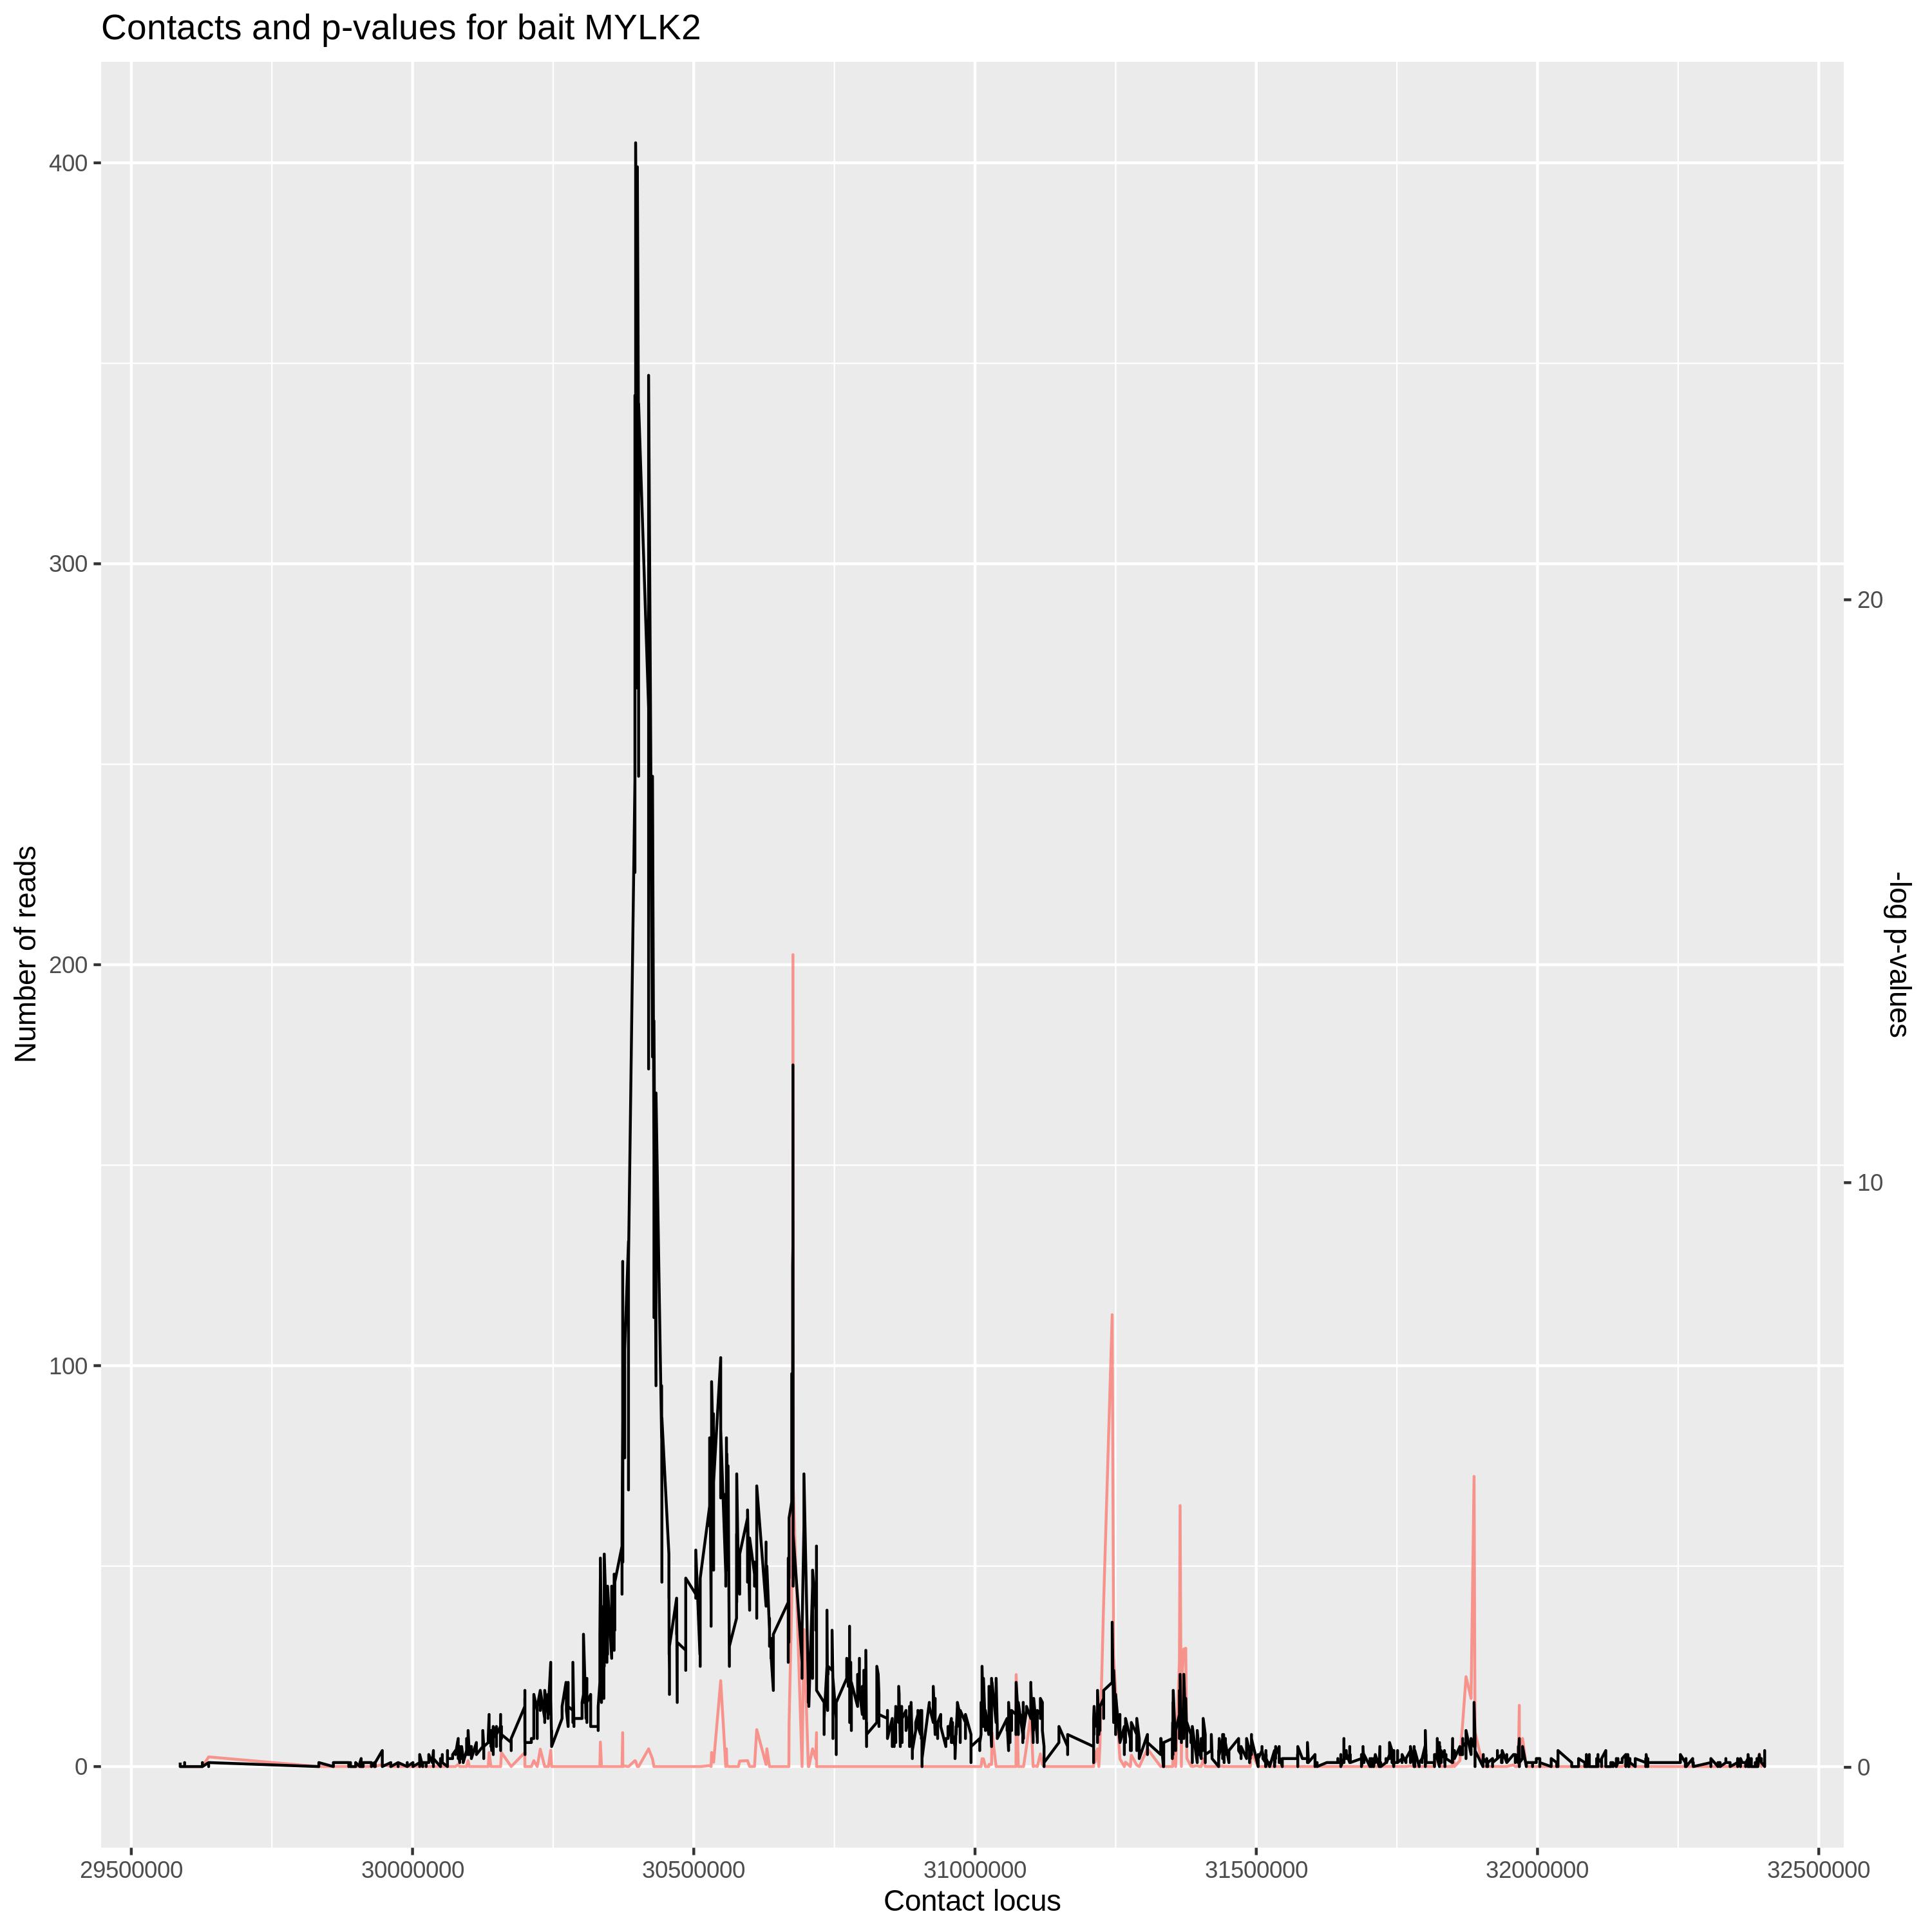 Contacts and p-values for bait MYLK2
400
300
200
100
0
20
10
0
Number of reads
-log p-values
29500000 30000000 30500000 31000000 31500000 32000000 32500000
Contact locus